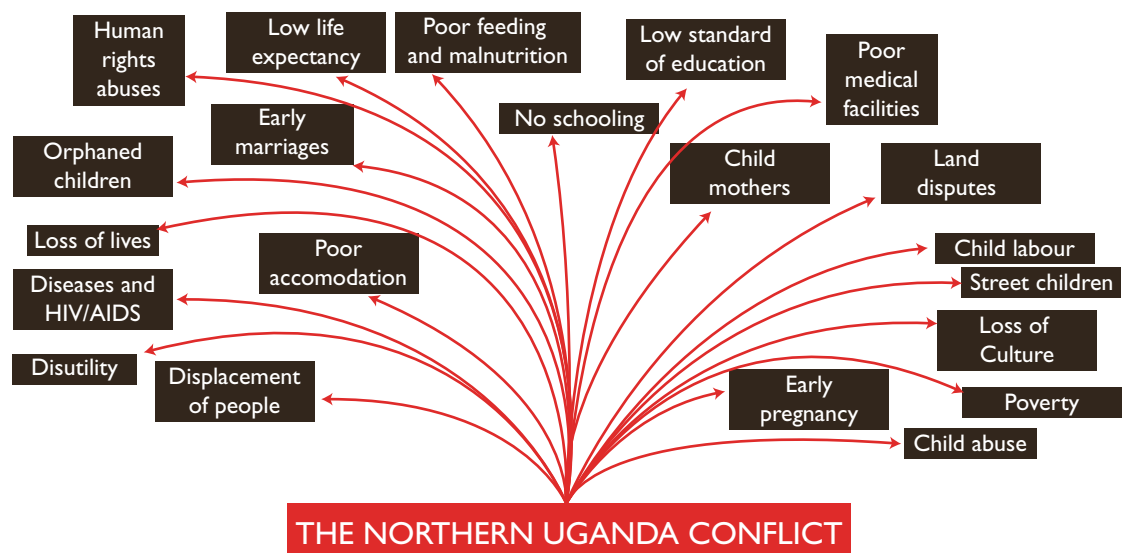 Human
rights
abuses
Low life
expectancy
Poor feeding
and malnutrition
Low standard
of education
Poor
medical
facilities
No schooling
Early
marriages
Orphaned
children
Child
mothers
Land
disputes
Loss of lives
Poor
accomodation
Child labour
Diseases and
HIV/AIDS
Street children
Loss of
Culture
Disutility
Displacement
of people
Early
pregnancy
Poverty
Child abuse
THE NORTHERN UGANDA CONFLICT